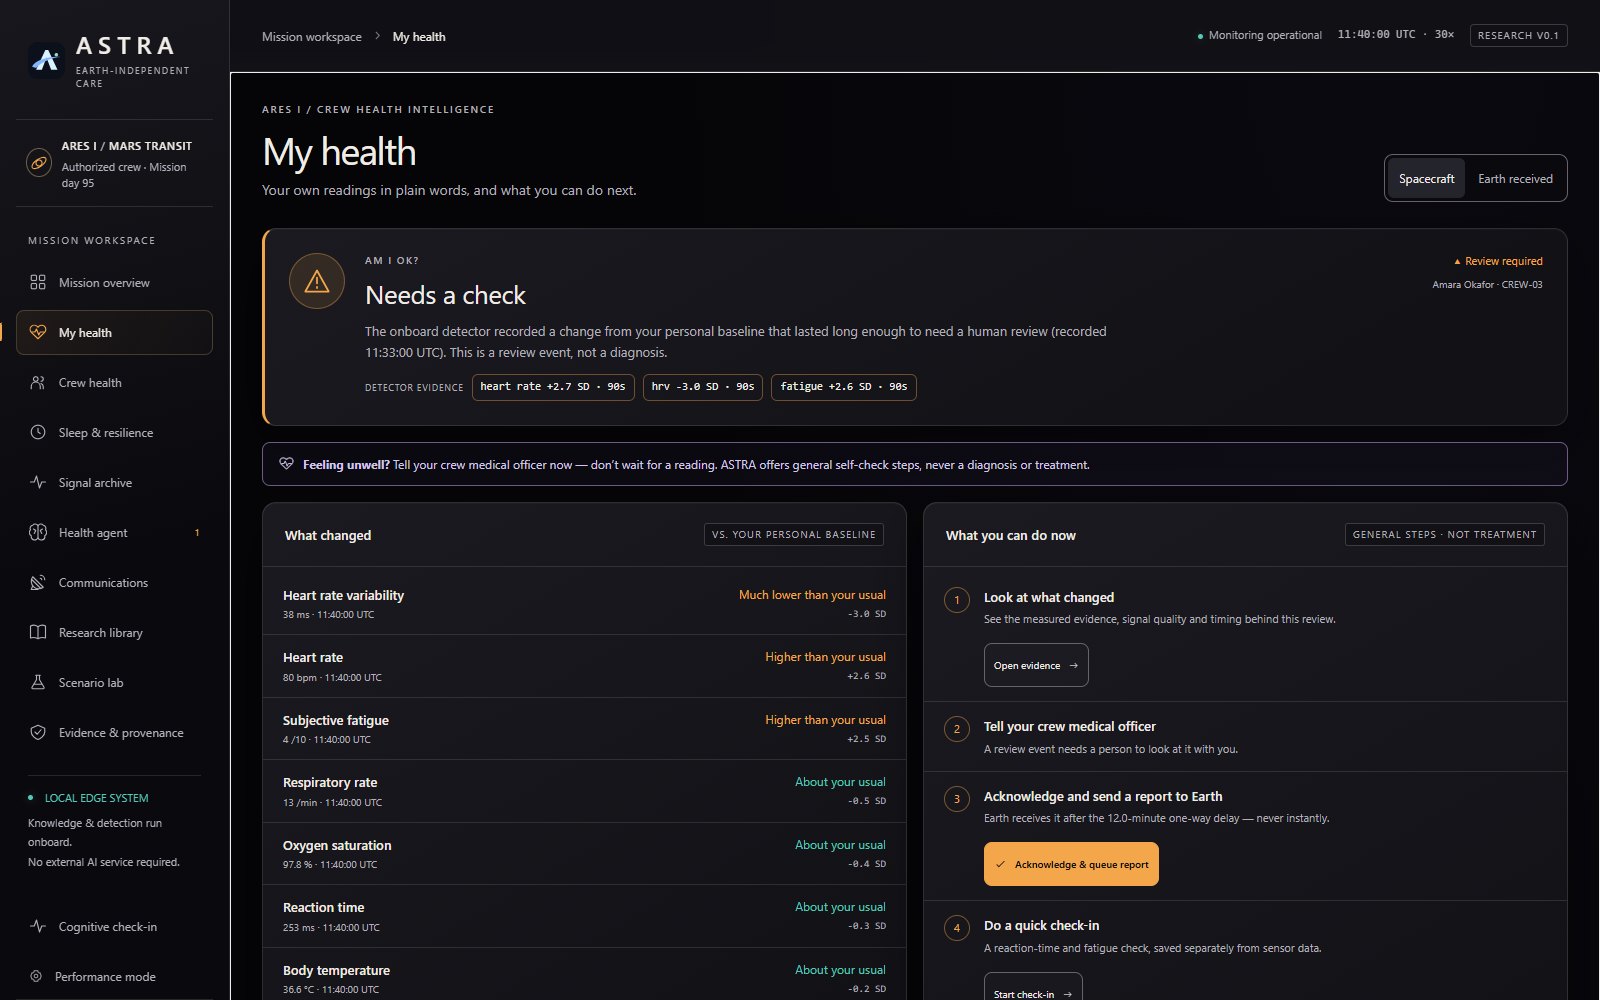 ASTRA
EARTH-INDEPENDENT
CARE
ARES I / MARS TRANSIT
Authorized crew · Mission
day 95
MISSION WORKSPACE
Mission overview
My health
Crew health
Sleep & resilience
Signal archive
Health agent 1
Communications
Research library
Scenario lab
Evidence & provenance
LOCAL EDGE SYSTEM
Knowledge & detection run
onboard.
No external AI service required.
Cognitive check-in
Performance mode
Mission workspace > My health
Monitoring operational 11:40:00 UTC · 30× RESEARCH V0.1
ARES I / CREW HEALTH INTELLIGENCE
My health
Your own readings in plain words, and what you can do next.
Spacecraft Earth received
AM I OK?
Needs a check
The onboard detector recorded a change from your personal baseline that lasted long enough to need a human review (recorded
11:33:00 UTC). This is a review event, not a diagnosis.
DETECTOR EVIDENCE heart rate +2.7 SD · 90s hrv -3.0 SD · 90s fatigue +2.6 SD · 90s
▲ Review required
Amara Okafor · CREW-03
Feeling unwell? Tell your crew medical officer now — don't wait for a reading. ASTRA offers general self-check steps, never a diagnosis or treatment.
What changed VS. YOUR PERSONAL BASELINE
Heart rate variability Much lower than your usual
38 ms · 11:40:00 UTC -3.0 SD
Heart rate Higher than your usual
80 bpm · 11:40:00 UTC +2.6 SD
Subjective fatigue Higher than your usual
4 /10 · 11:40:00 UTC +2.5 SD
Respiratory rate About your usual
13 /min · 11:40:00 UTC -0.5 SD
Oxygen saturation About your usual
97.8 % · 11:40:00 UTC -0.4 SD
Reaction time About your usual
253 ms · 11:40:00 UTC -0.3 SD
Body temperature About your usual
36.6 °C · 11:40:00 UTC -0.2 SD
What you can do now GENERAL STEPS · NOT TREATMENT
1 Look at what changed
See the measured evidence, signal quality and timing behind this review.
Open evidence →
2 Tell your crew medical officer
A review event needs a person to look at it with you.
3 Acknowledge and send a report to Earth
Earth receives it after the 12.0-minute one-way delay — never instantly.
✓ Acknowledge & queue report
4 Do a quick check-in
A reaction-time and fatigue check, saved separately from sensor data.
Start check-in →